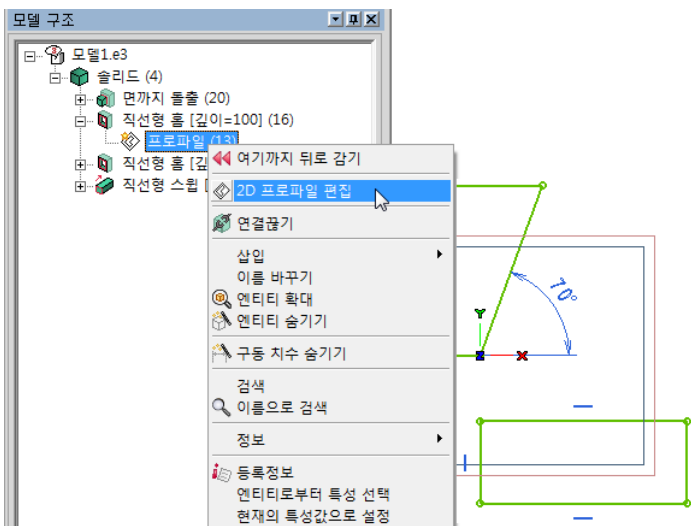 모델 구조
모델1.e3
솔리드 (4)
면까지 돌출 (20)
직선형 홈 [깊이=100] (16)
프로파일 (13)
직선형 홈 [깊
직선형 스윕 [
여기까지 뒤로 감기
2D 프로파일 편집
연결끊기
삽입
이름 바꾸기
엔티티 확대
엔티티 숨기기
구동 치수 숨기기
검색
이름으로 검색
정보
등록정보
엔티티로부터 특성 선택
현재의 특성값으로 설정
70°
Y
Z
X